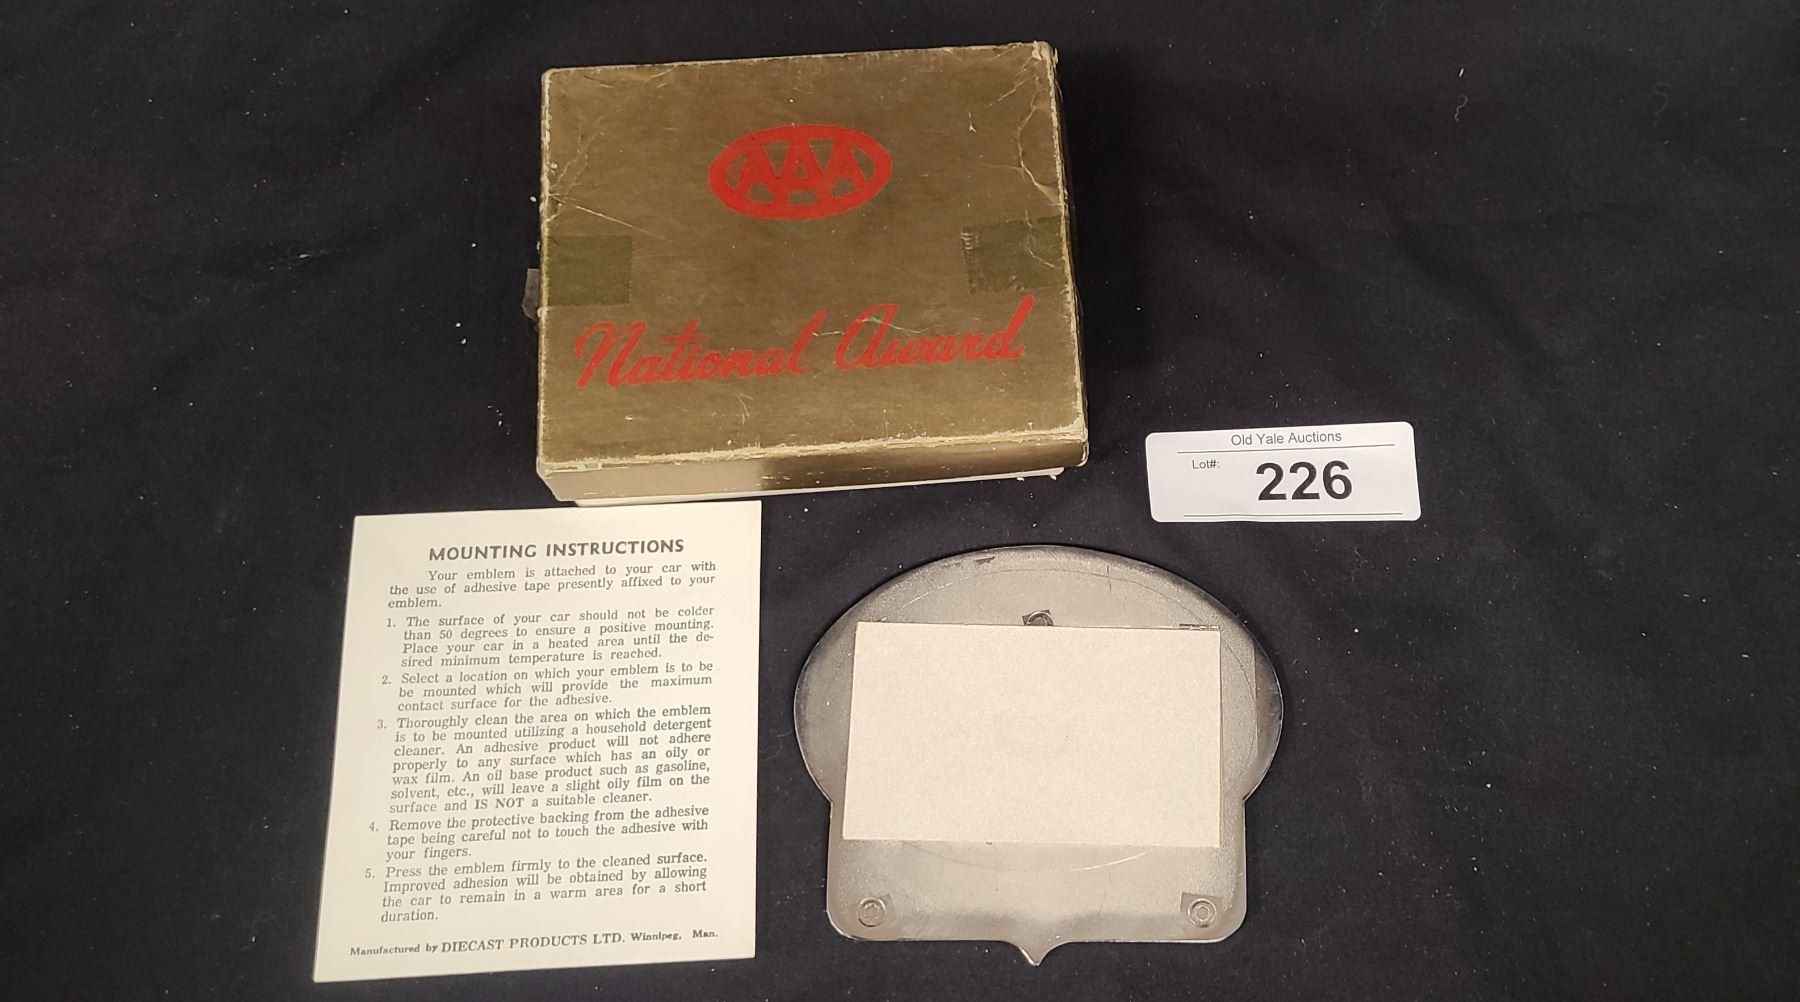 AAA
National Award
Old Yale Auctions
Lot#:
226
MOUNTING INSTRUCTIONS
Your emblem is attached to your car with
the use of adhesive tape presently affixed to your
emblem.
1. The surface of your car should not be colder
than 50 degrees to ensure a positive mounting.
Place your car in a heated area until the de-
sired minimum temperature is reached.
2. Select a location on which your emblem is to be
be mounted which will provide the maximum
contact surface for the adhesive.
3. Thoroughly clean the area on which the emblem
is to be mounted utilizing a household detergent
cleaner. An adhesive product will not adhere
properly to any surface which has an oily or
wax film. An oil base product such as gasoline,
solvent, etc., will leave a slight oily film on the
surface and IS NOT a suitable cleaner.
4. Remove the protective backing from the adhesive
tape being careful not to touch the adhesive with
your fingers.
5. Press the emblem firmly to the cleaned surface.
Improved adhesion will be obtained by allowing
the car to remain in a warm area for a short
duration.
Manufactured by DIECAST PRODUCTS LTD. Winnipeg, Man.